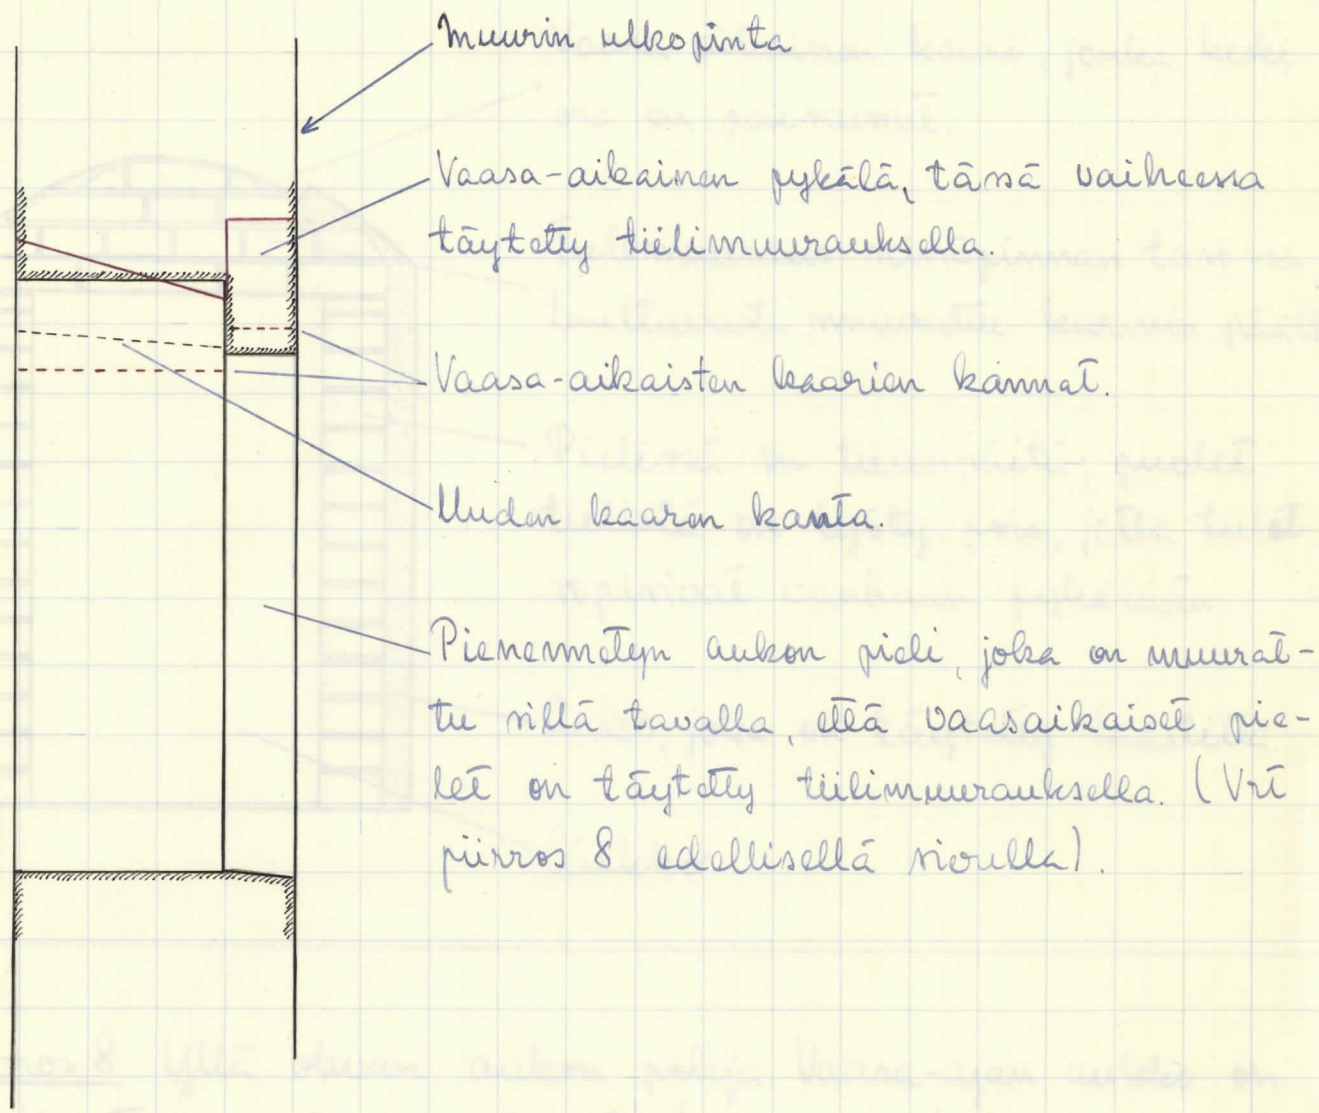 Muurin ulkopinta
Vaasa-aikainen pykälä, tässä vaiheessa
täytetty tiilimuurauksella.
Vaasa-aikaisten kaarien kannat.
Uuden kaaren kanta.
Pienennetyn aukon pieli, joka on muurat-
tu sillä tavalla, että vaasaikaiset pie-
let on täytetty tiilimuurauksella. (Vrt
piirros 8 edellisellä sivulla).